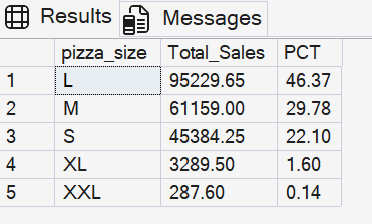 Results Messages
pizza_size Total_Sales PCT
1 L 95229.65 46.37
2 M 61159.00 29.78
3 S 45384.25 22.10
4 XL 3289.50 1.60
5 XXL 287.60 0.14